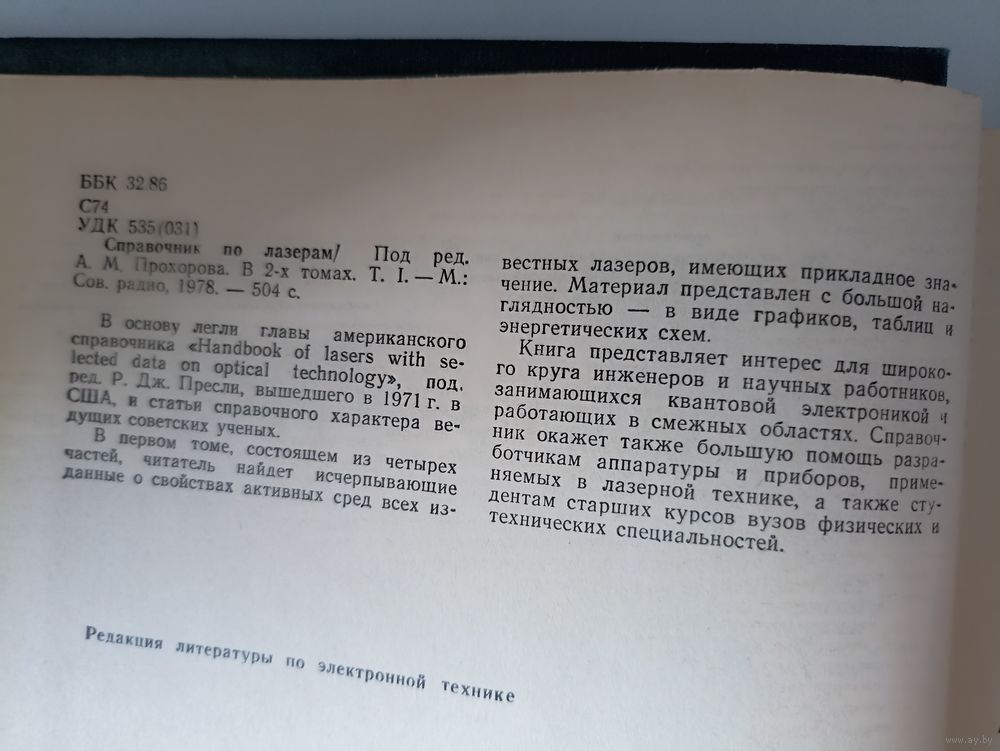 ББК 32.86
С74
УДК 535(031)
Справочник по лазерам/ Под ред.
А. М. Прохорова. В 2-х томах. Т. I. — М.:
Сов. радио, 1978. — 504 с.
В основу легли главы американского
справочника «Handbook of lasers with se-
lected data on optical technology», под.
ред. Р. Дж. Пресли, вышедшего в 1971 г. в
США, и статьи справочного характера ве-
дущих советских ученых.
В первом томе, состоящем из четырех
частей, читатель найдет исчерпывающие
данные о свойствах активных сред всех из-
вестных лазеров, имеющих прикладное зна-
чение. Материал представлен с большой на-
глядностью — в виде графиков, таблиц и
энергетических схем.
Книга представляет интерес для широко-
го круга инженеров и научных работников,
занимающихся квантовой электроникой и
работающих в смежных областях. Справоч-
ник окажет также большую помощь разра-
ботчикам аппаратуры и приборов, приме-
няемых в лазерной технике, а также сту-
дентам старших курсов вузов физических и
технических специальностей.
Редакция литературы по электронной технике
www.ay.by